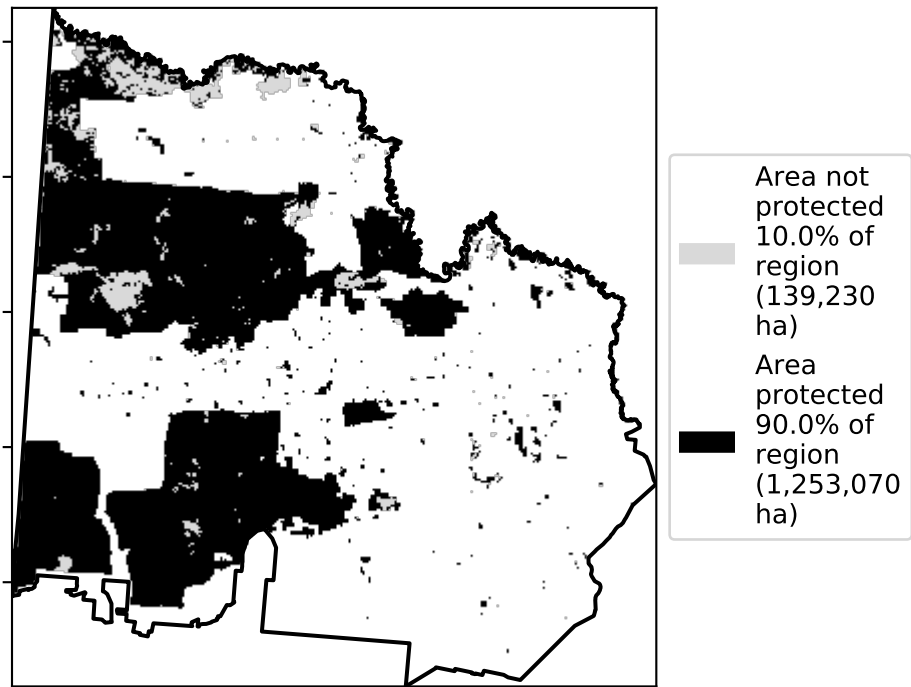 Area not
protected
10.0% of
region
(139,230
ha)
Area
protected
90.0% of
region
(1,253,070
ha)